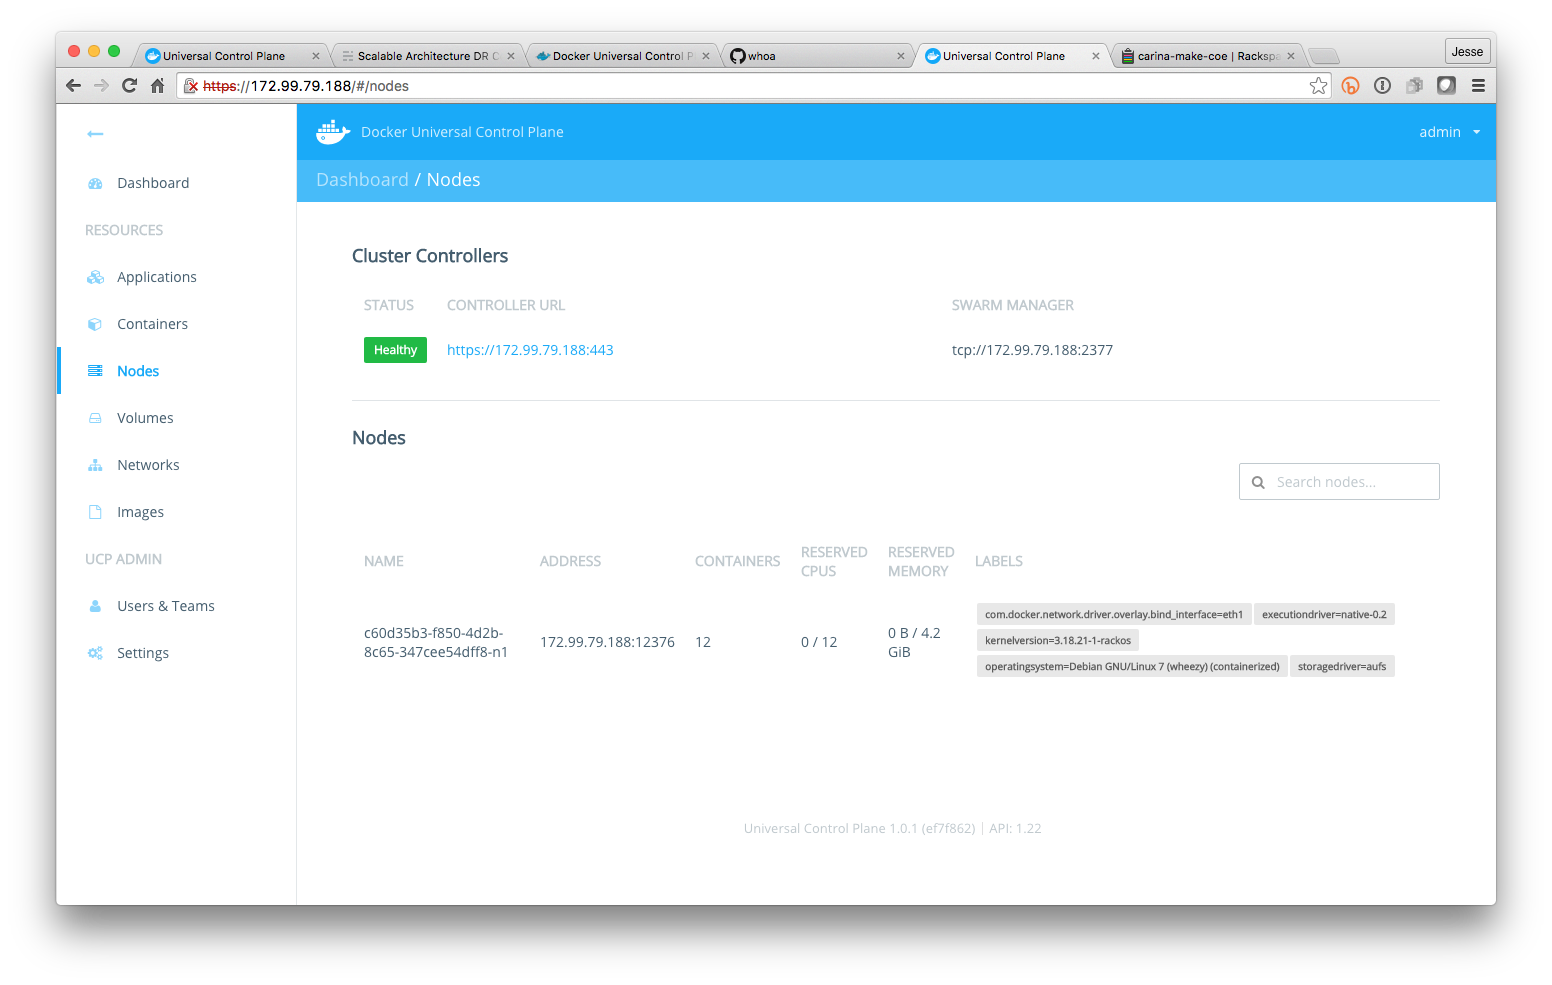 Universal Control Plane
Scalable Architecture DR C
Docker Universal Control P
whoa
Universal Control Plane
carina-make-coe | Rackspa
Jesse
https://172.99.79.188/#/nodes
Docker Universal Control Plane
admin
Dashboard / Nodes
Dashboard
RESOURCES
Applications
Containers
Nodes
Volumes
Networks
Images
UCP ADMIN
Users & Teams
Settings
Cluster Controllers
STATUS CONTROLLER URL SWARM MANAGER
Healthy https://172.99.79.188:443 tcp://172.99.79.188:2377
Nodes
Search nodes...
NAME ADDRESS CONTAINERS RESERVED CPUS RESERVED MEMORY LABELS
c60d35b3-f850-4d2b-
8c65-347cee54dff8-n1
172.99.79.188:12376
12
0 / 12
0 B / 4.2
GiB
com.docker.network.driver.overlay.bind_interface=eth1 executiondriver=native-0.2
kernelversion=3.18.21-1-rackos
operatingsystem=Debian GNU/Linux 7 (wheezy) (containerized) storagedriver=aufs
Universal Control Plane 1.0.1 (ef7f862) | API: 1.22